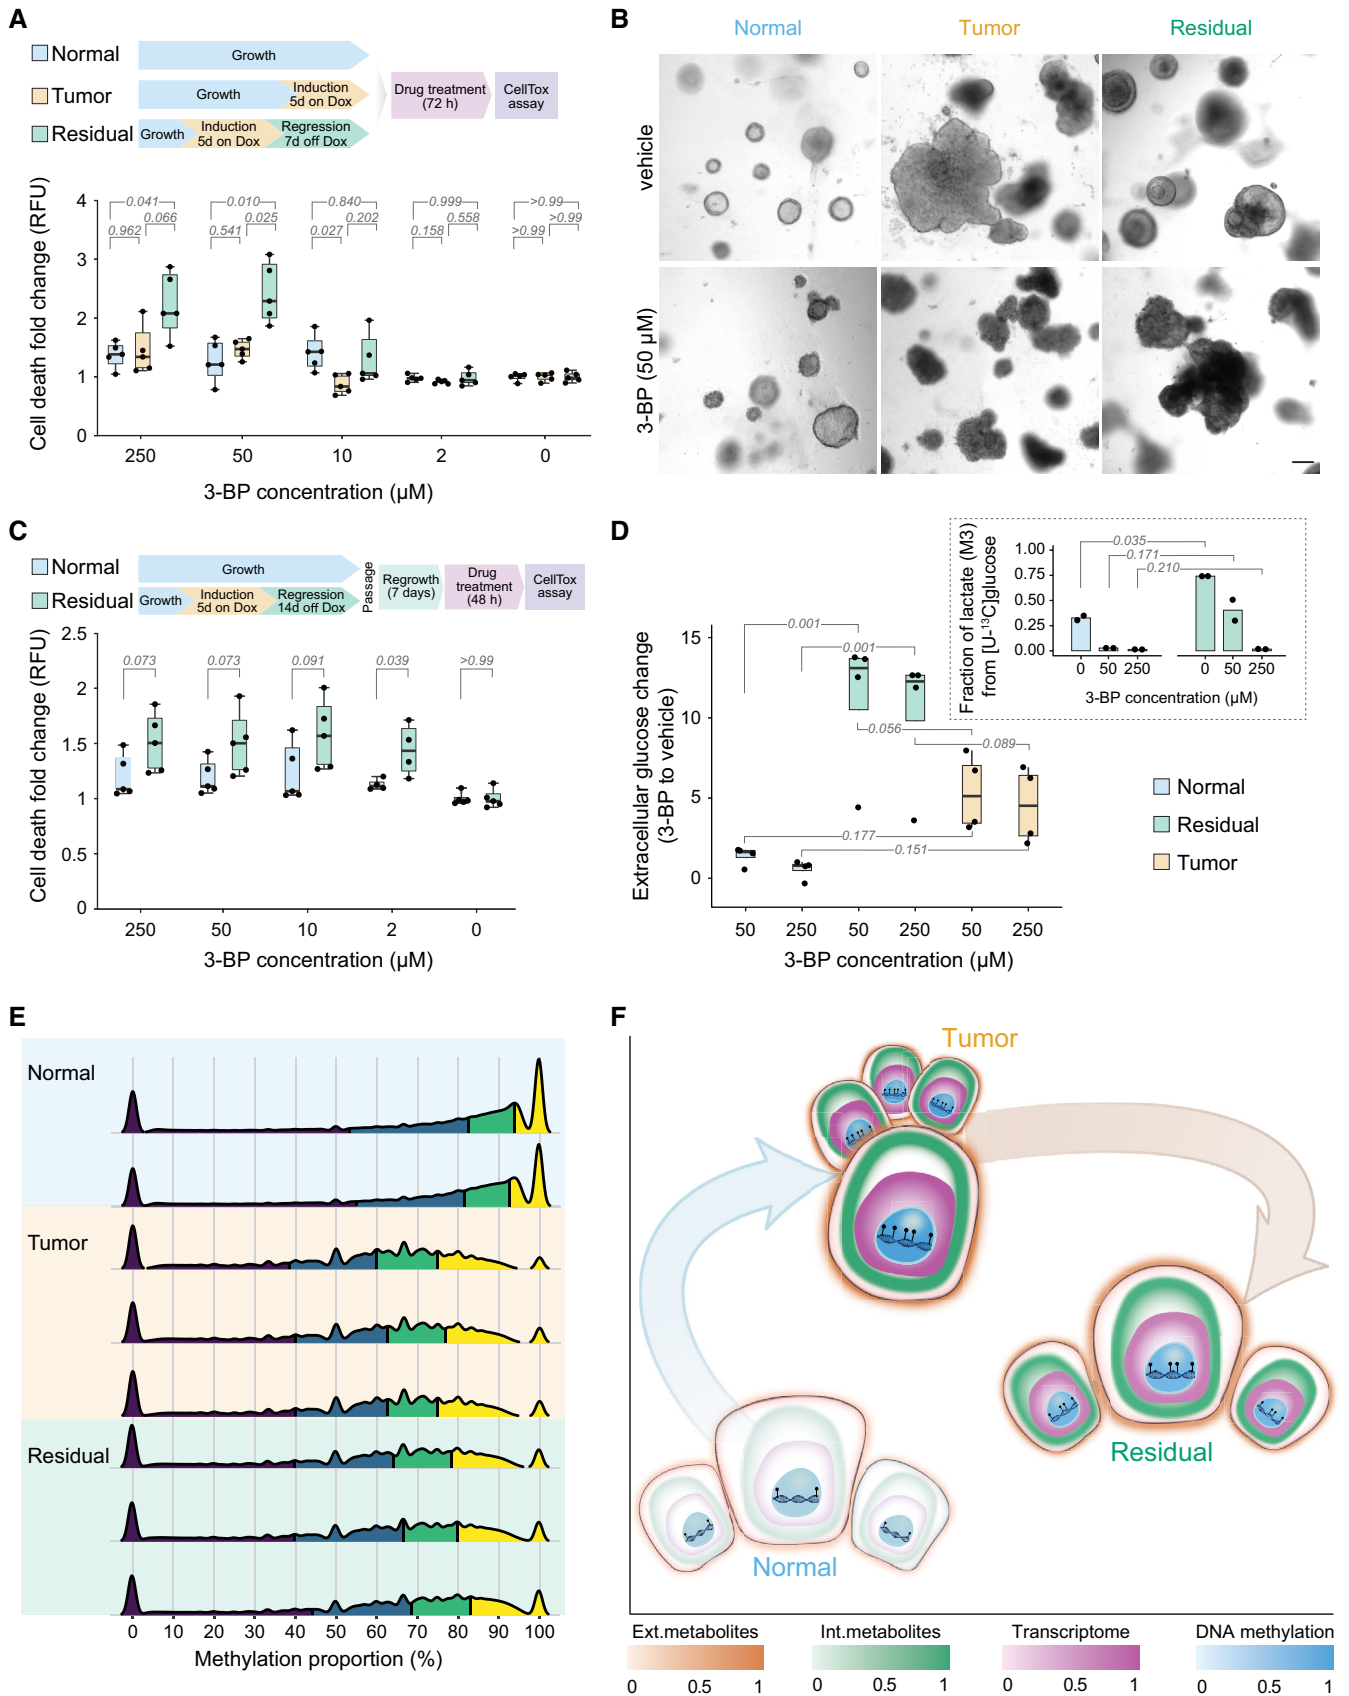 A
Normal
Growth
Tumor
Growth
Induction
5d on Dox
Residual
Growth
Induction
5d on Dox
Regression
7d off Dox
Drug treatment
(72 h)
CellTox
assay
Cell death fold change (RFU)
4
3
2
1
0
0.041
0.066
0.962
0.010
0.025
0.541
0.840
0.202
0.027
0.999
0.558
0.158
>0.99
>0.99
>0.99
250 50 10 2 0
3-BP concentration (µM)
B
Normal Tumor Residual
vehicle
3-BP (50 µM)
C
Normal
Growth
Residual
Growth
Induction
5d on Dox
Regression
14d off Dox
Passage
Regrowth
(7 days)
Drug
treatment
(48 h)
CellTox
assay
Cell death fold change (RFU)
2.5
2
1.5
1
0.5
0
0.073 0.073 0.091 0.039 >0.99
250 50 10 2 0
3-BP concentration (µM)
D
Extracellular glucose change
(3-BP to vehicle)
15
10
5
0
0.001
0.001
0.056
0.089
0.177
0.151
50 250 50 250 50 250
3-BP concentration (µM)
Fraction of lactate (M3)
from [U-¹³C]glucose
1.00
0.75
0.50
0.25
0.00
0.035
0.171
0.210
0 50 250 0 50 250
3-BP concentration (µM)
Normal
Residual
Tumor
E
Normal
Tumor
Residual
0 10 20 30 40 50 60 70 80 90 100
Methylation proportion (%)
F
Tumor
Residual
Normal
Ext.metabolites
0 0.5 1
Int.metabolites
0 0.5 1
Transcriptome
0 0.5 1
DNA methylation
0 0.5 1